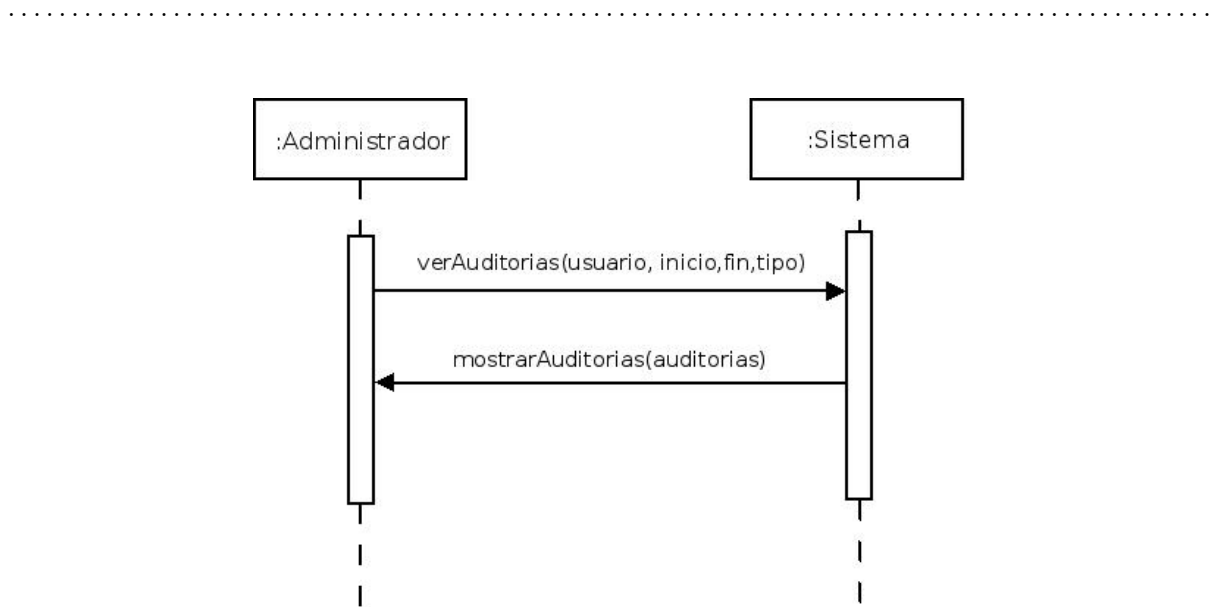 :Administrador
:Sistema
verAuditorias(usuario, inicio,fin,tipo)
mostrarAuditorias(auditorias)